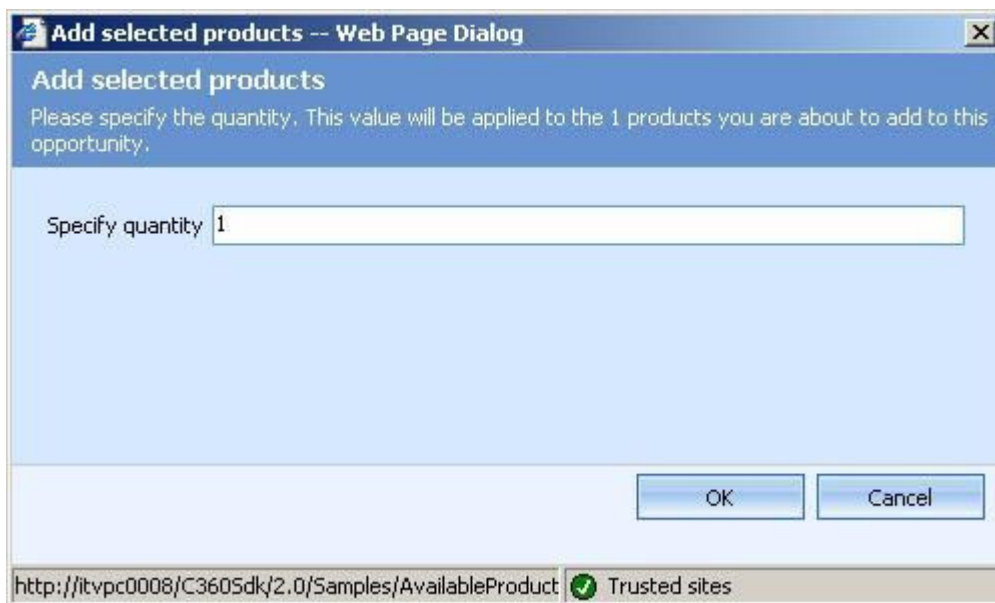 Add selected products -- Web Page Dialog
Add selected products
Please specify the quantity. This value will be applied to the 1 products you are about to add to this
opportunity.
Specify quantity 1
OK Cancel
http://itvpc0008/C360Sdk/2.0/Samples/AvailableProduct Trusted sites